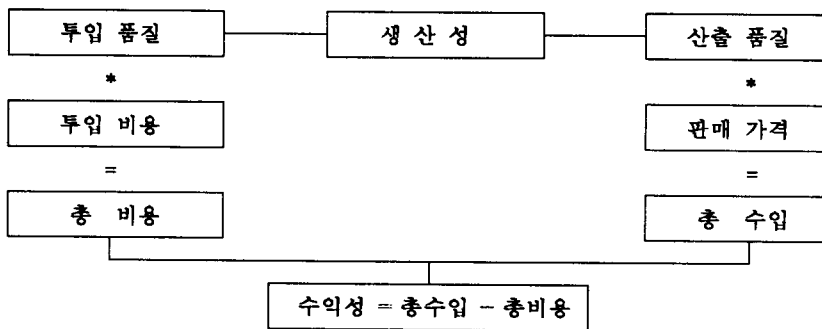 투입 품질 생 산 성 산출 품질
* *
투입 비용 판매 가격
= =
총 비용 총 수입
수익성 = 총수입 - 총비용